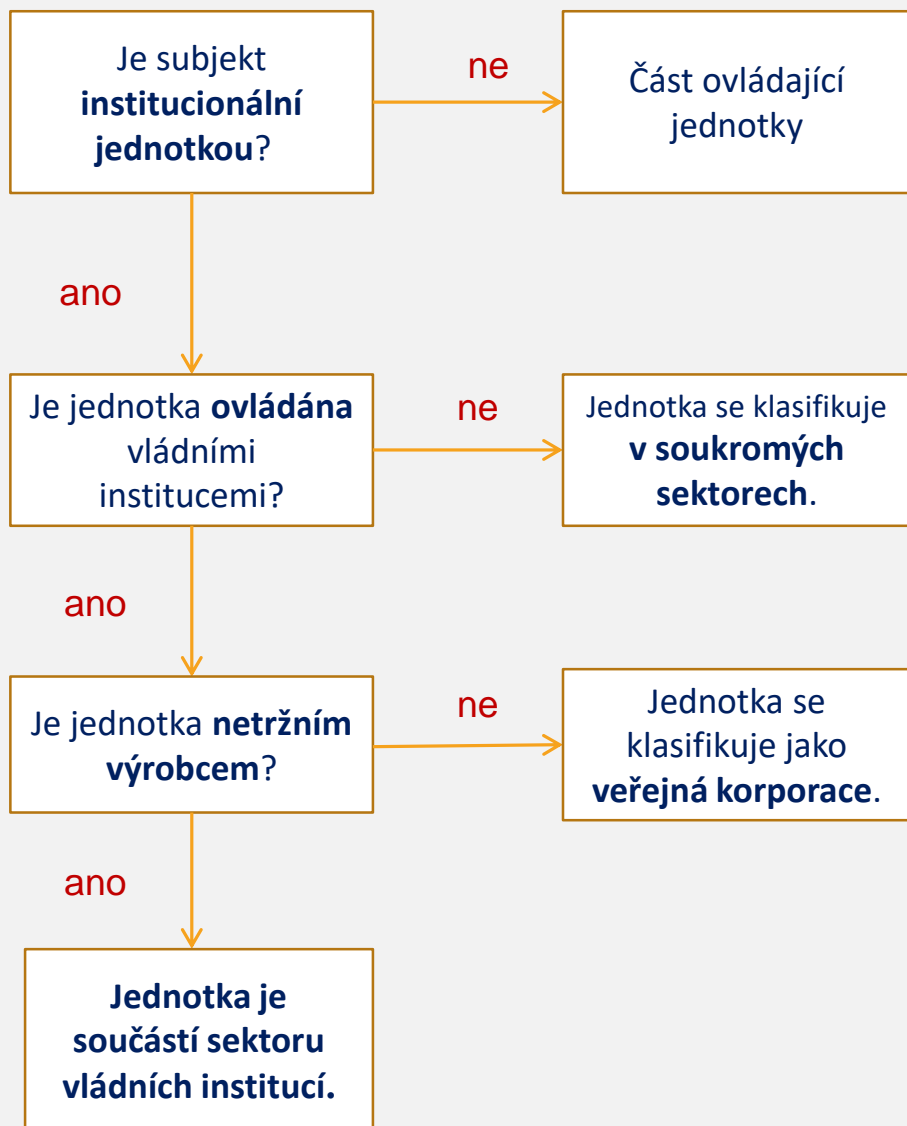 Je subjekt
institucionální
jednotkou?
ne
Část ovládající
jednotky
ano
Je jednotka ovládána
vládními
institucemi?
ne
Jednotka se klasifikuje
v soukromých
sektorech.
ano
Je jednotka netržním
výrobcem?
ne
Jednotka se
klasifikuje jako
veřejná korporace.
ano
Jednotka je
součástí sektoru
vládních institucí.